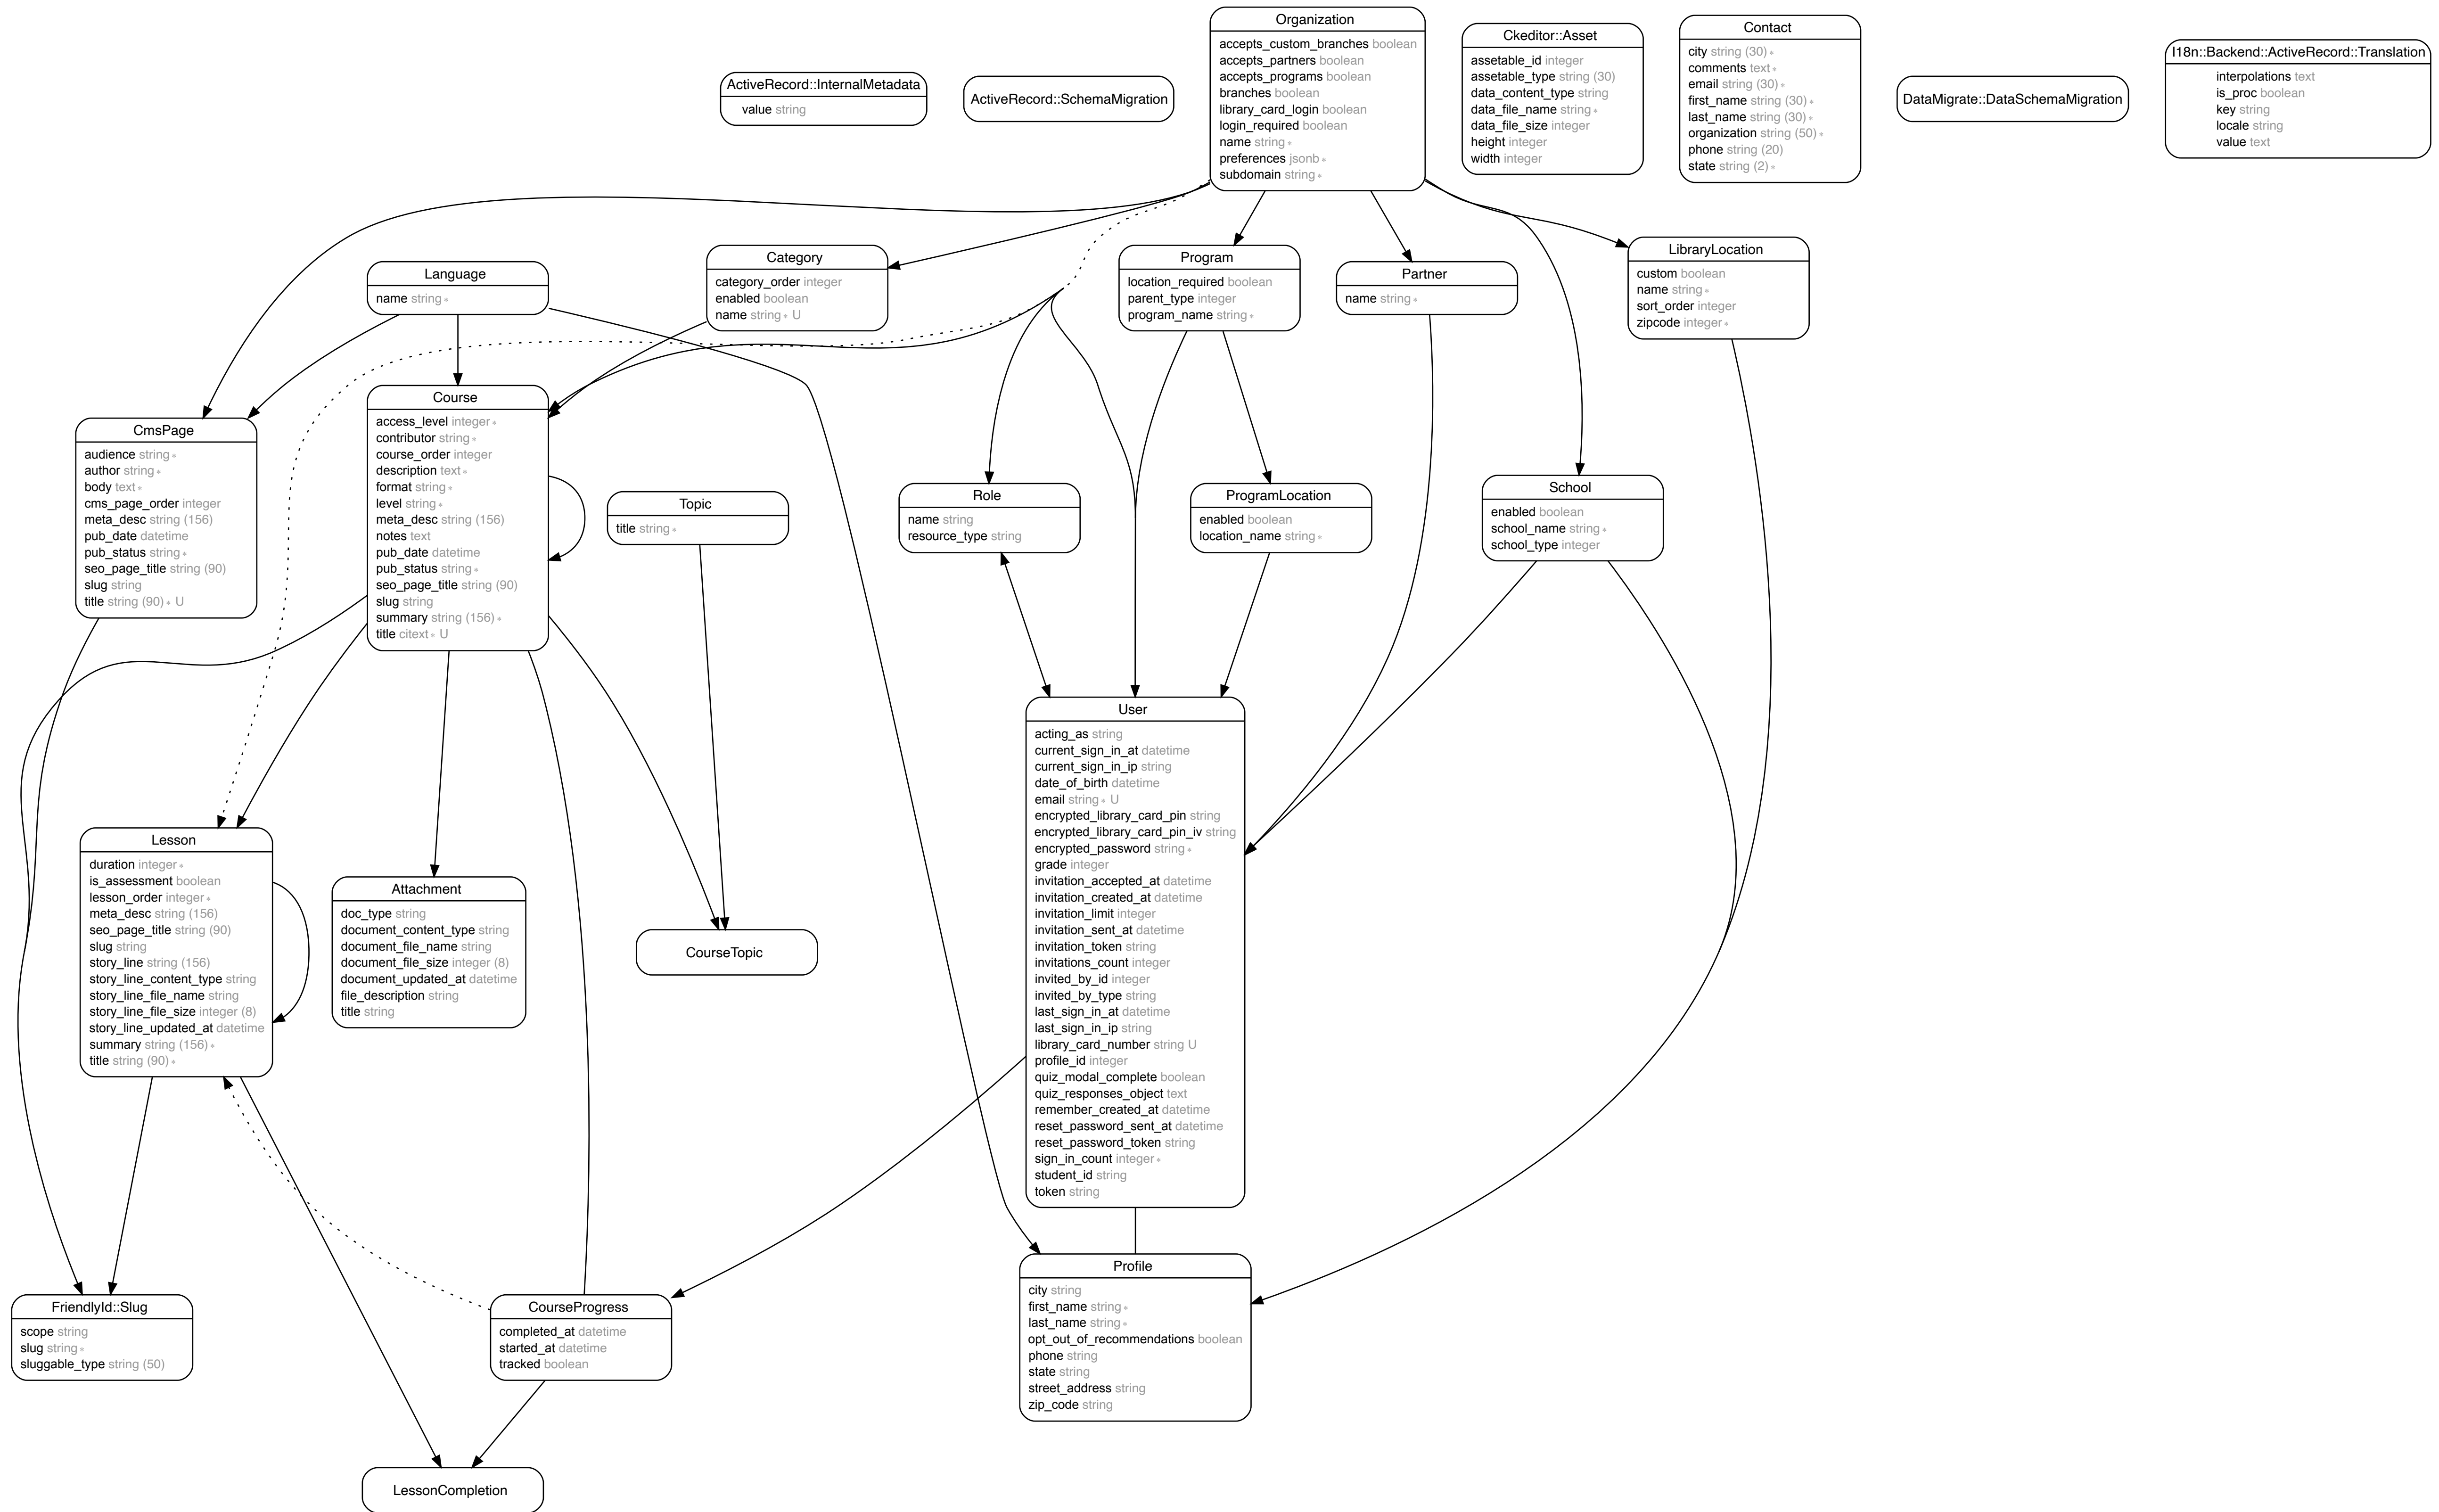 Organization
accepts_custom_branches boolean
accepts_partners boolean
accepts_programs boolean
branches boolean
library_card_login boolean
login_required boolean
name string ∗
preferences jsonb ∗
subdomain string ∗
Ckeditor::Asset
assetable_id integer
assetable_type string (30)
data_content_type string
data_file_name string ∗
data_file_size integer
height integer
width integer
Contact
city string (30) ∗
comments text ∗
email string (30) ∗
first_name string (30) ∗
last_name string (30) ∗
organization string (50) ∗
phone string (20)
state string (2) ∗
I18n::Backend::ActiveRecord::Translation
interpolations text
is_proc boolean
key string
locale string
value text
ActiveRecord::InternalMetadata
value string
ActiveRecord::SchemaMigration
DataMigrate::DataSchemaMigration
Language
name string ∗
Category
category_order integer
enabled boolean
name string ∗ U
Program
location_required boolean
parent_type integer
program_name string ∗
Partner
name string ∗
LibraryLocation
custom boolean
name string ∗
sort_order integer
zipcode integer ∗
CmsPage
audience string ∗
author string ∗
body text ∗
cms_page_order integer
meta_desc string (156)
pub_date datetime
pub_status string ∗
seo_page_title string (90)
slug string
title string (90) ∗ U
Course
access_level integer ∗
contributor string ∗
course_order integer
description text ∗
format string ∗
level string ∗
meta_desc string (156)
notes text
pub_date datetime
pub_status string ∗
seo_page_title string (90)
slug string
summary string (156) ∗
title citext ∗ U
Topic
title string ∗
Role
name string
resource_type string
ProgramLocation
enabled boolean
location_name string ∗
School
enabled boolean
school_name string ∗
school_type integer
User
acting_as string
current_sign_in_at datetime
current_sign_in_ip string
date_of_birth datetime
email string ∗ U
encrypted_library_card_pin string
encrypted_library_card_pin_iv string
encrypted_password string ∗
grade integer
invitation_accepted_at datetime
invitation_created_at datetime
invitation_limit integer
invitation_sent_at datetime
invitation_token string
invitations_count integer
invited_by_id integer
invited_by_type string
last_sign_in_at datetime
last_sign_in_ip string
library_card_number string U
profile_id integer
quiz_modal_complete boolean
quiz_responses_object text
remember_created_at datetime
reset_password_sent_at datetime
reset_password_token string
sign_in_count integer ∗
student_id string
token string
Lesson
duration integer ∗
is_assessment boolean
lesson_order integer ∗
meta_desc string (156)
seo_page_title string (90)
slug string
story_line string (156)
story_line_content_type string
story_line_file_name string
story_line_file_size integer (8)
story_line_updated_at datetime
summary string (156) ∗
title string (90) ∗
Attachment
doc_type string
document_content_type string
document_file_name string
document_file_size integer (8)
document_updated_at datetime
file_description string
title string
CourseTopic
FriendlyId::Slug
scope string
slug string ∗
sluggable_type string (50)
CourseProgress
completed_at datetime
started_at datetime
tracked boolean
Profile
city string
first_name string ∗
last_name string ∗
opt_out_of_recommendations boolean
phone string
state string
street_address string
zip_code string
LessonCompletion